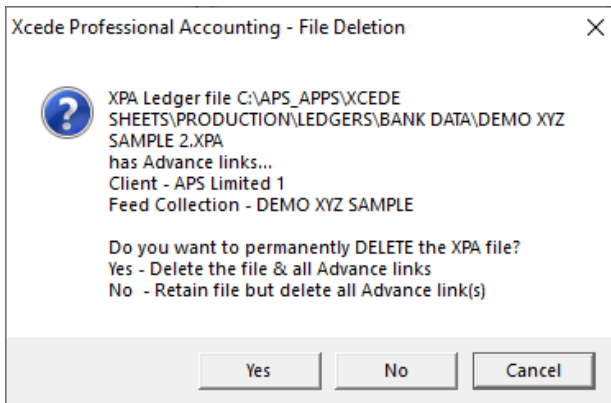 Xcede Professional Accounting - File Deletion
XPA Ledger file C:\APS_APPS\XCEDE
SHEETS\PRODUCTION\LEDGERS\BANK DATA\DEMO XYZ
SAMPLE 2.XPA
has Advance links...
Client - APS Limited 1
Feed Collection - DEMO XYZ SAMPLE
Do you want to permanently DELETE the XPA file?
Yes - Delete the file & all Advance links
No - Retain file but delete all Advance link(s)
Yes
No
Cancel